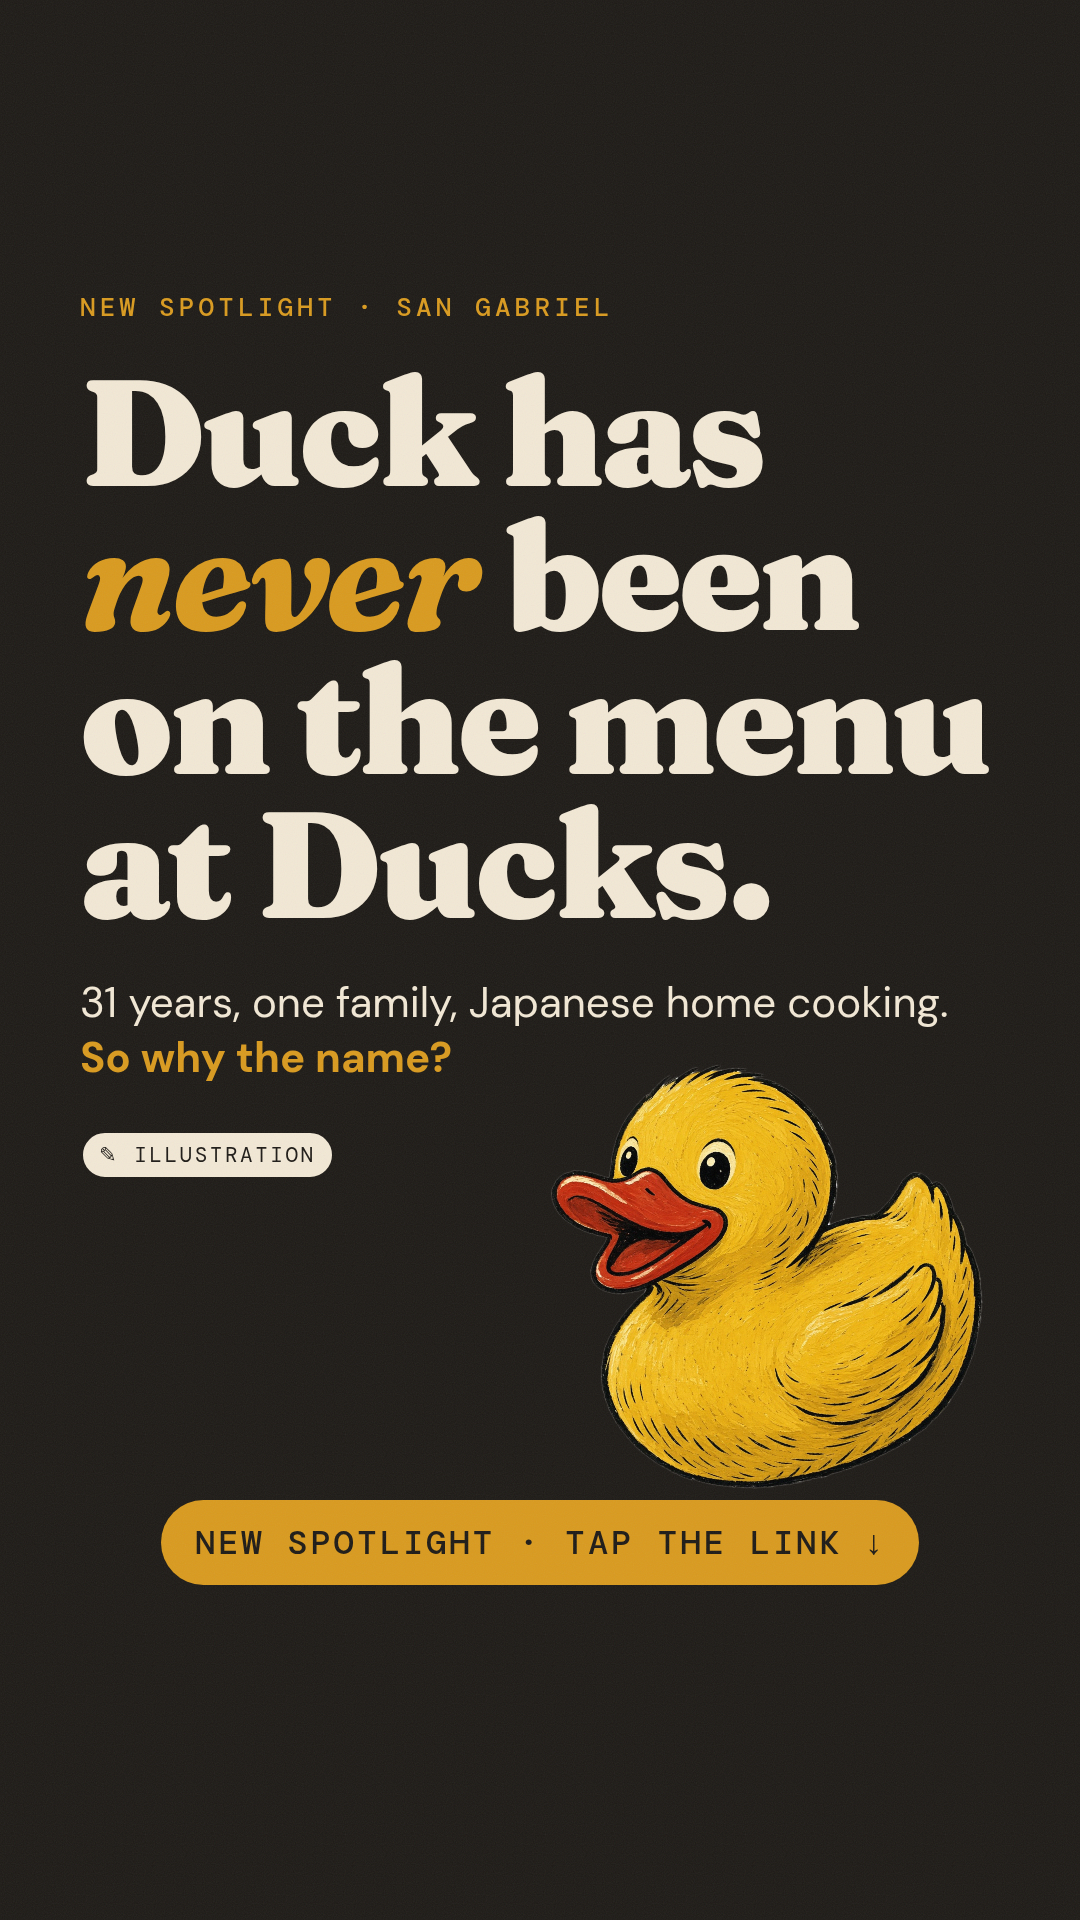 NEW SPOTLIGHT · SAN GABRIEL
Duck has
never been
on the menu
at Ducks.
31 years, one family, Japanese home cooking.
So why the name?
✎ ILLUSTRATION
NEW SPOTLIGHT · TAP THE LINK ↓